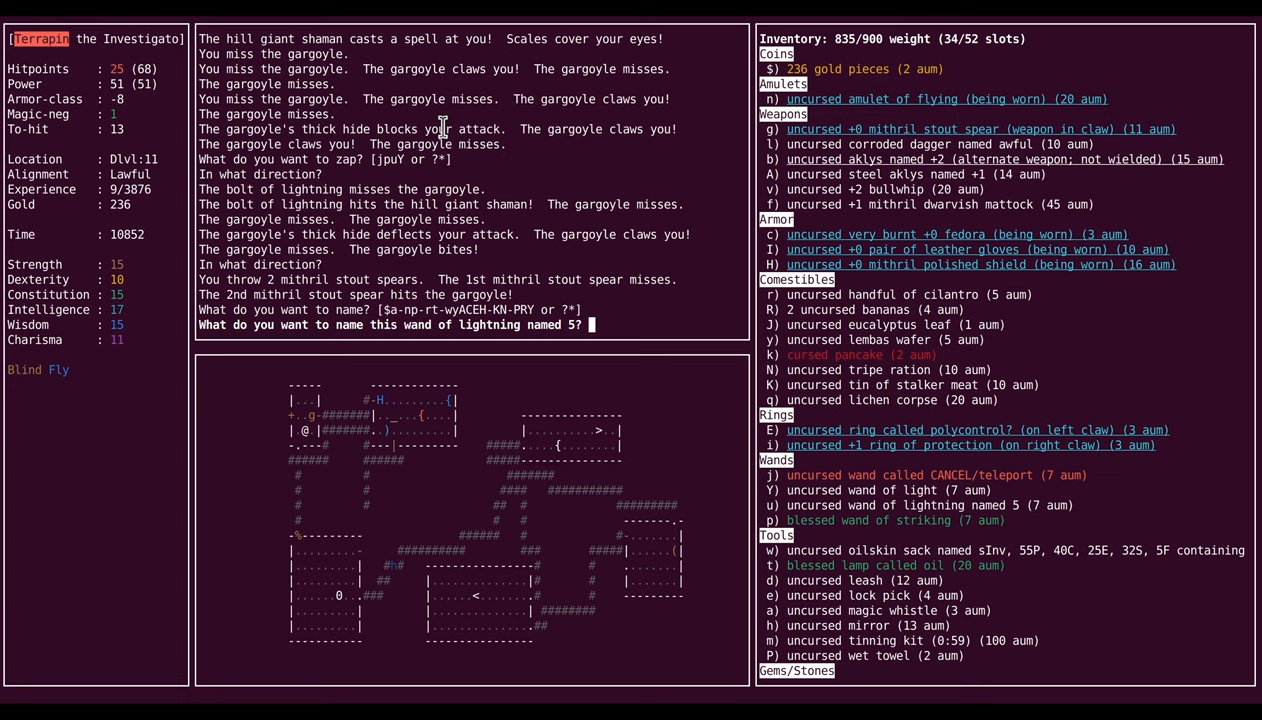 [Terrapin the Investigato]
Hitpoints : 25 (68)
Power : 51 (51)
Armor-class : -8
Magic-neg : 1
To-hit : 13
Location : Dlvl:11
Alignment : Lawful
Experience : 9/3876
Gold : 236
Time : 10852
Strength : 15
Dexterity : 10
Constitution : 15
Intelligence : 17
Wisdom : 15
Charisma : 11
Blind Fly
The hill giant shaman casts a spell at you!  Scales cover your eyes!
You miss the gargoyle.
You miss the gargoyle.  The gargoyle claws you!  The gargoyle misses.
The gargoyle misses.
You miss the gargoyle.  The gargoyle misses.  The gargoyle claws you!
The gargoyle misses.
The gargoyle's thick hide blocks your attack.  The gargoyle claws you!
The gargoyle claws you!  The gargoyle misses.
What do you want to zap? [jpuY or ?*]
In what direction?
The bolt of lightning misses the gargoyle.
The bolt of lightning hits the hill giant shaman!  The gargoyle misses.
The gargoyle misses.  The gargoyle misses.
The gargoyle's thick hide deflects your attack.  The gargoyle claws you!
The gargoyle misses.  The gargoyle bites!
In what direction?
You throw 2 mithril stout spears.  The 1st mithril stout spear misses.
The 2nd mithril stout spear hits the gargoyle!
What do you want to name? [$a-np-rt-wyACEH-KN-PRY or ?*]
What do you want to name this wand of lightning named 5?
-----      -------------
|...|    #-H.........{|
+..g-#######|.._...{....|    ---------------
|.@.|#######..).........|    |..........>..|
-.---#    #---|---------    #####.....{........|
######    ######             #####---------------
#       #                 #######
#       #                ####   ###########
#       #               ##  #           #########
#                       #   #           -------.-
-%---------            ######  #           #-.......|
|.........-    ##########      ###     #####|......(|
|.........|  #h#  ---------------#     #    .......|
|.........| ##    |.............|#     #    |.......|
|......0..###    |......<......#     #    ---------
|.........|      |.............| ########
|.........|      |..............##
-----------      ---------------
Inventory: 835/900 weight (34/52 slots)
Coins
$) 236 gold pieces (2 aum)
Amulets
n) uncursed amulet of flying (being worn) (20 aum)
Weapons
g) uncursed +0 mithril stout spear (weapon in claw) (11 aum)
l) uncursed corroded dagger named awful (10 aum)
b) uncursed aklys named +2 (alternate weapon; not wielded) (15 aum)
A) uncursed steel aklys named +1 (14 aum)
v) uncursed +2 bullwhip (20 aum)
f) uncursed +1 mithril dwarvish mattock (45 aum)
Armor
c) uncursed very burnt +0 fedora (being worn) (3 aum)
I) uncursed +0 pair of leather gloves (being worn) (10 aum)
H) uncursed +0 mithril polished shield (being worn) (16 aum)
Comestibles
r) uncursed handful of cilantro (5 aum)
R) 2 uncursed bananas (4 aum)
J) uncursed eucalyptus leaf (1 aum)
y) uncursed lembas wafer (5 aum)
k) cursed pancake (2 aum)
N) uncursed tripe ration (10 aum)
K) uncursed tin of stalker meat (10 aum)
q) uncursed lichen corpse (20 aum)
Rings
E) uncursed ring called polycontrol? (on left claw) (3 aum)
i) uncursed +1 ring of protection (on right claw) (3 aum)
Wands
j) uncursed wand called CANCEL/teleport (7 aum)
Y) uncursed wand of light (7 aum)
u) uncursed wand of lightning named 5 (7 aum)
p) blessed wand of striking (7 aum)
Tools
w) uncursed oilskin sack named sInv, 55P, 40C, 25E, 32S, 5F containing
t) blessed lamp called oil (20 aum)
d) uncursed leash (12 aum)
e) uncursed lock pick (4 aum)
a) uncursed magic whistle (3 aum)
h) uncursed mirror (13 aum)
m) uncursed tinning kit (0:59) (100 aum)
P) uncursed wet towel (2 aum)
Gems/Stones